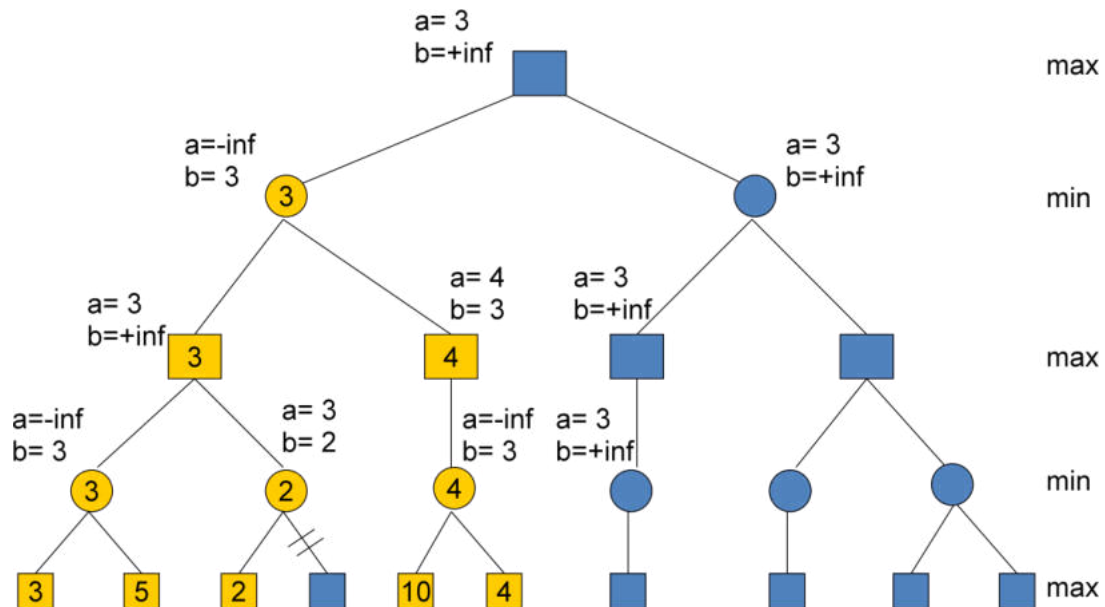 a= 3
b=+inf
max
a=-inf
b= 3
3
a= 3
b=+inf
min
a= 3
b=+inf
3
a= 4
b= 3
4
a= 3
b=+inf
max
a=-inf
b= 3
3
a= 3
b= 2
2
a=-inf
b= 3
4
a= 3
b=+inf
min
3
5
2
10
4
max